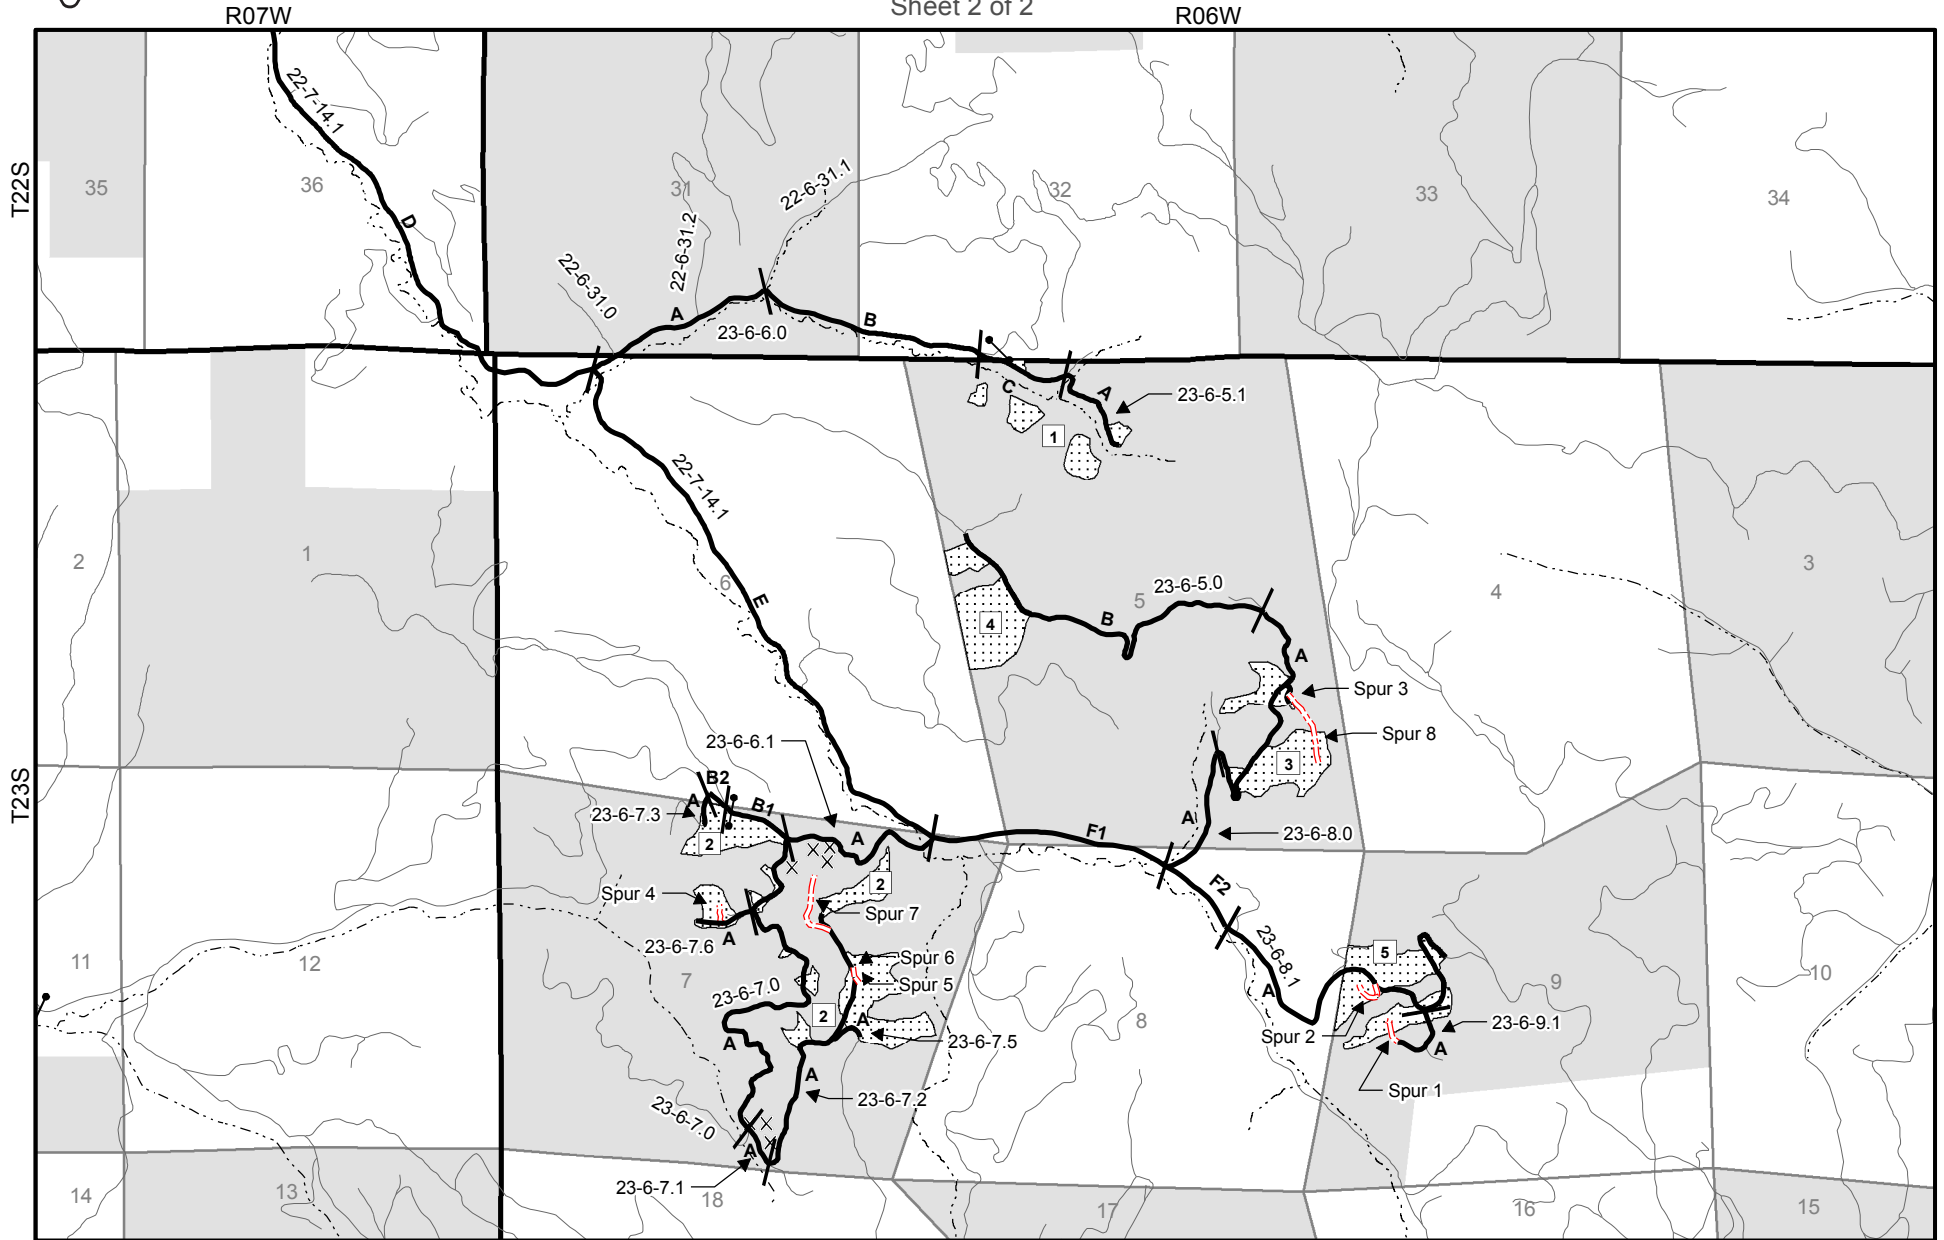 Sheet 2 of 2
R07W
R06W
T22S
22-7-14.1
35
36
31
32
33
34
22-6-31.1
22-6-31.2
D
22-6-31.0
A
23-6-6.0
B
C
A
23-6-5.1
1
22-7-14.1
2
1
6
E
5
23-6-5.0
4
3
4
B
A
Spur 3
Spur 8
3
T23S
23-6-6.1
B2
A
B1
23-6-7.3
2
A
F1
A
23-6-8.0
2
F2
Spur 4
Spur 7
A
23-6-7.6
23-6-8.1
5
11
12
7
Spur 6
Spur 5
9
10
23-6-7.0
A
2
A
8
23-6-9.1
Spur 2
A
23-6-7.5
A
A
Spur 1
23-6-7.2
23-6-7.0
A
23-6-7.1
14
13
18
17
16
15